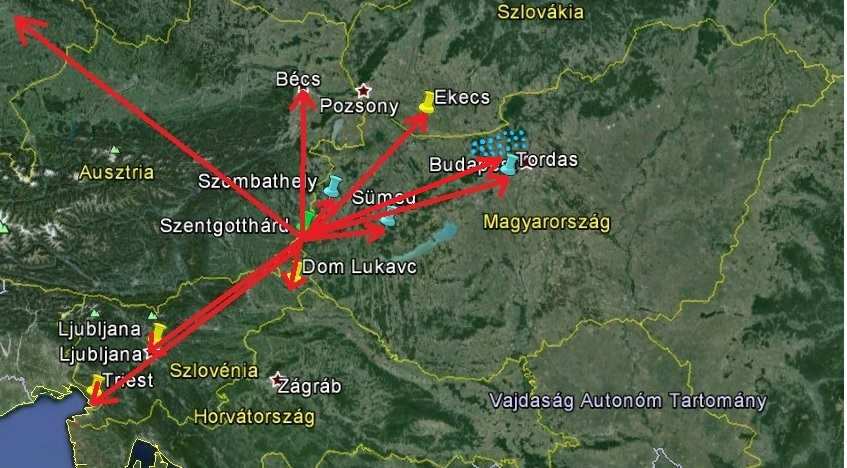 Szlovákia
Bécs
Pozsony
Ekecs
Ausztria
Szombathely
Budapes
Tordas
Sümeg
Szentgotthárd
Magyarország
Dom Lukavc
Ljubljana
Ljubljana
Triest
Szlovénia
Zágráb
Horvátország
Vajdaság Autonóm Tartomány